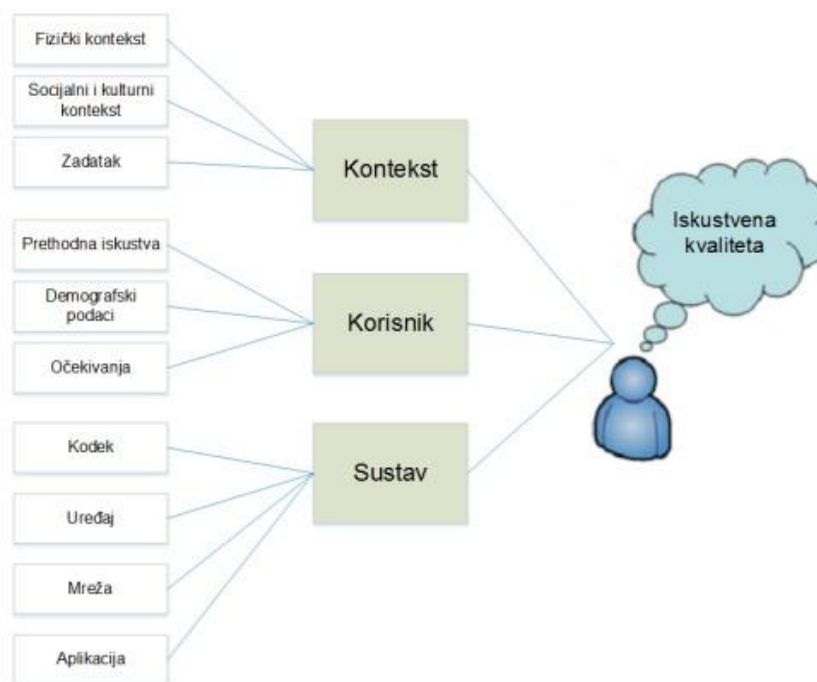 Fizički kontekst
Socijalni i kulturni
kontekst
Zadatak
Prethodna iskustva
Demografski
podaci
Očekivanja
Kodek
Uređaj
Mreža
Aplikacija
Kontekst
Korisnik
Sustav
Iskustvena
kvaliteta